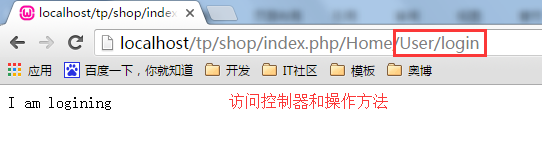 localhost/tp/shop/index
localhost/tp/shop/index.php/Home/User/login
应用 百度一下，你就知道 开发 IT社区 模板 奥博
I am logining 访问控制器和操作方法